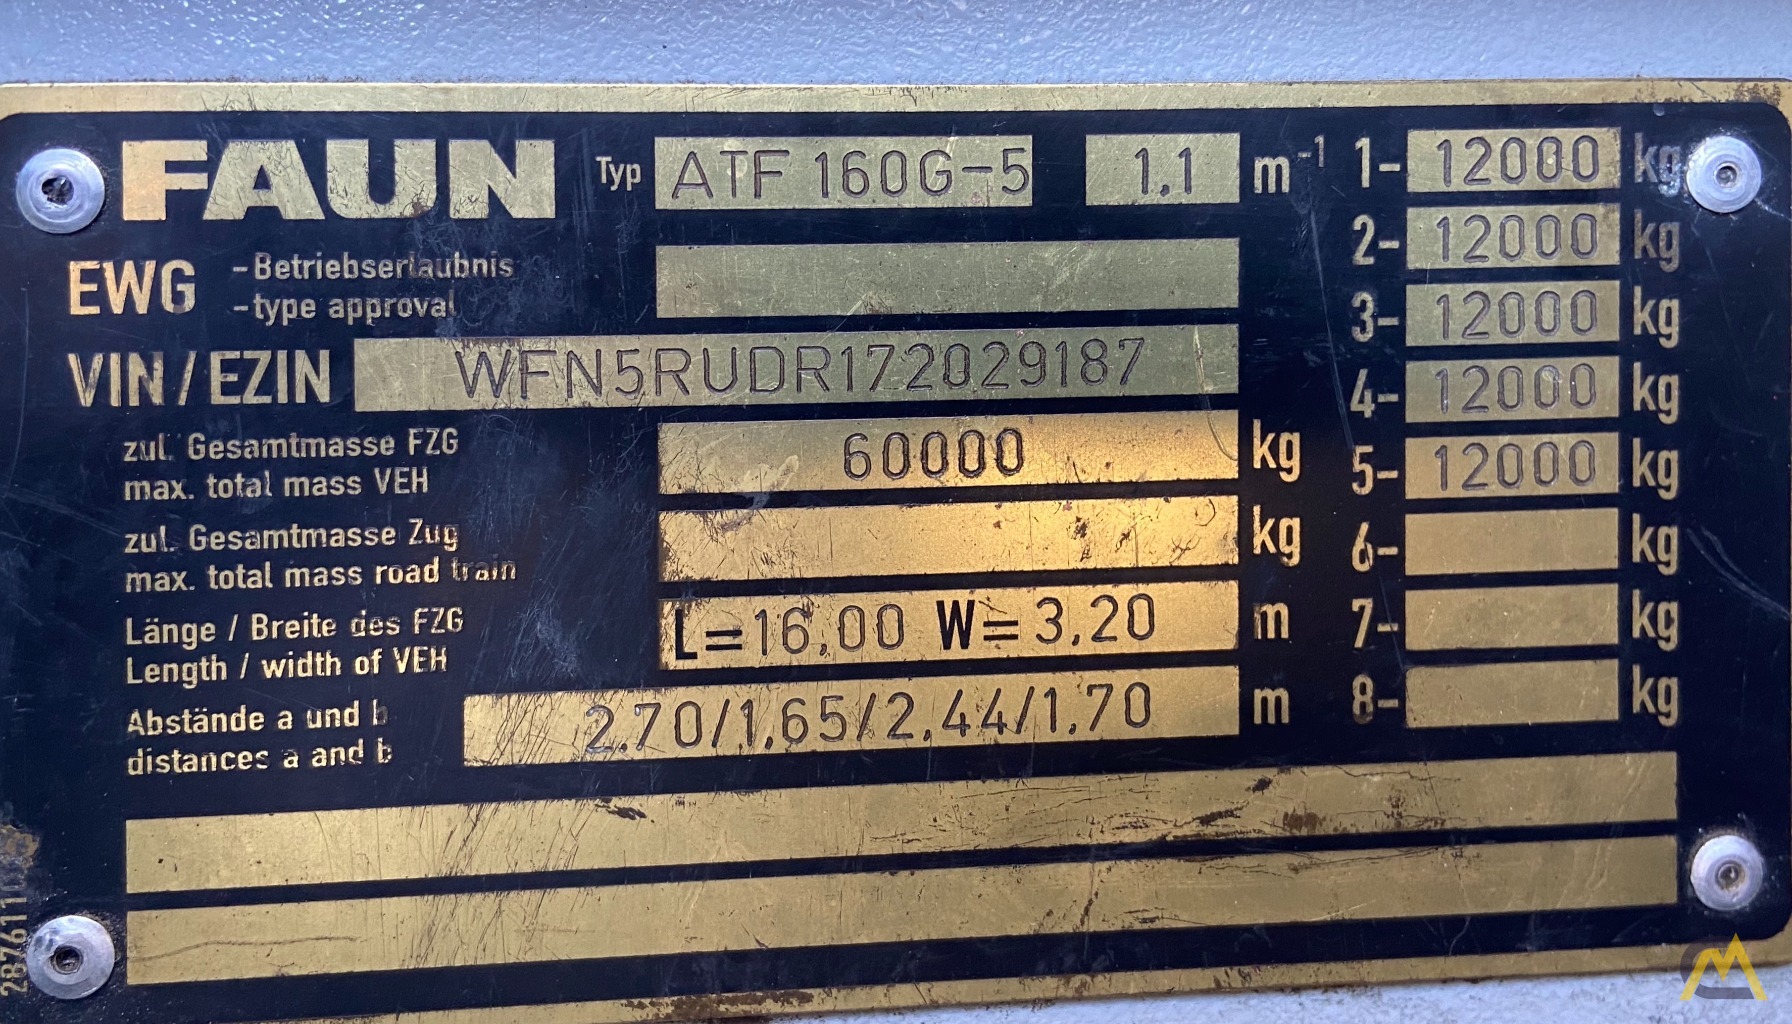 FAUN Typ ATF 160G-5 1.1 m⁻¹ 1- 12000 kg
2- 12000 kg
EWG -Betriebserlaubnis
-type approval
3- 12000 kg
VIN/EZIN WFN5RUDR172029187
4- 12000 kg
zul. Gesamtmasse FZG
max. total mass VEH
60000 kg
5- 12000 kg
zul. Gesamtmasse Zug
max. total mass road train
kg
6- kg
Länge / Breite des FZG
Length / width of VEH
L=16,00 W=3,20 m
7- kg
Abstände a und b
distances a and b
2.70/1.65/2.44/1.70 m
8- kg